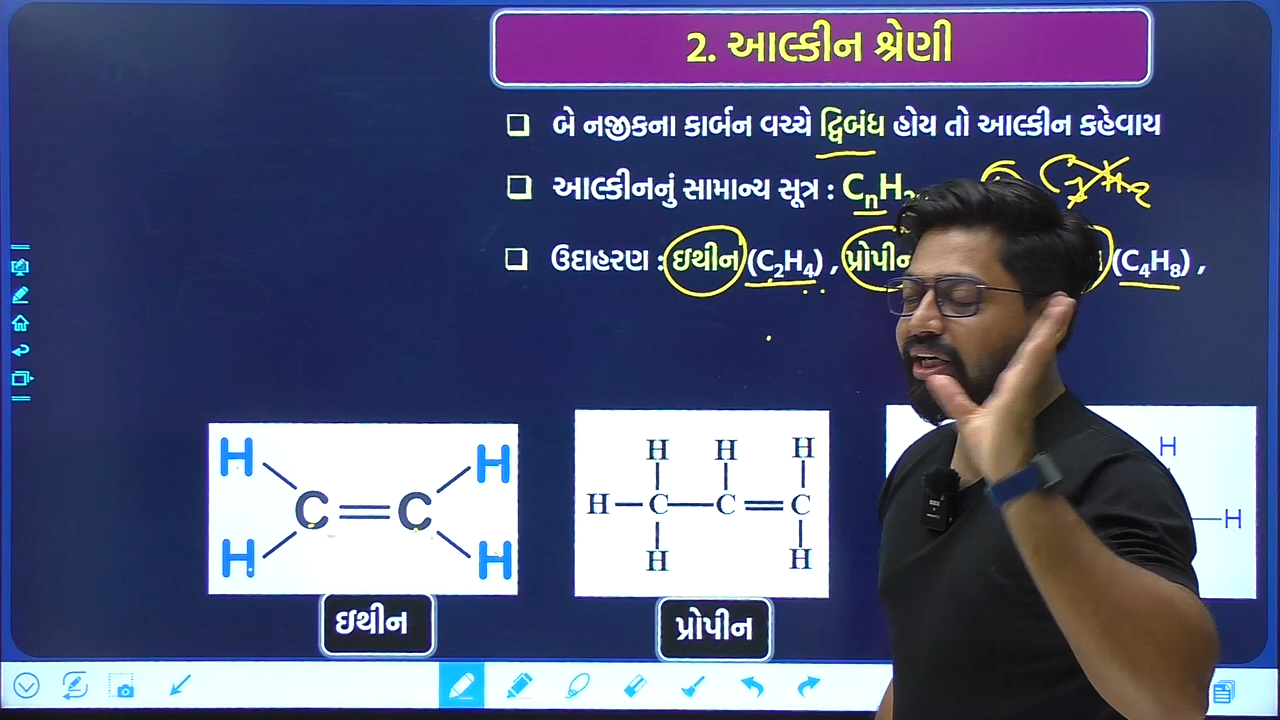 2. આલ્કીન શ્રેણી
❑ બે નજીકના કાર્બન વચ્ચે દ્વિબંધ હોય તો આલ્કીન કહેવાય
❑ આલ્કીનનું સામાન્ય સૂત્ર : CₙH
❑ ઉદાહરણ : ઇથીન (C₂H₄) , (C₄H₈) ,
H H
C=C
H H
H H H
H–C–C=C
H H
H
H
ઇથીન
પ્રોપીન